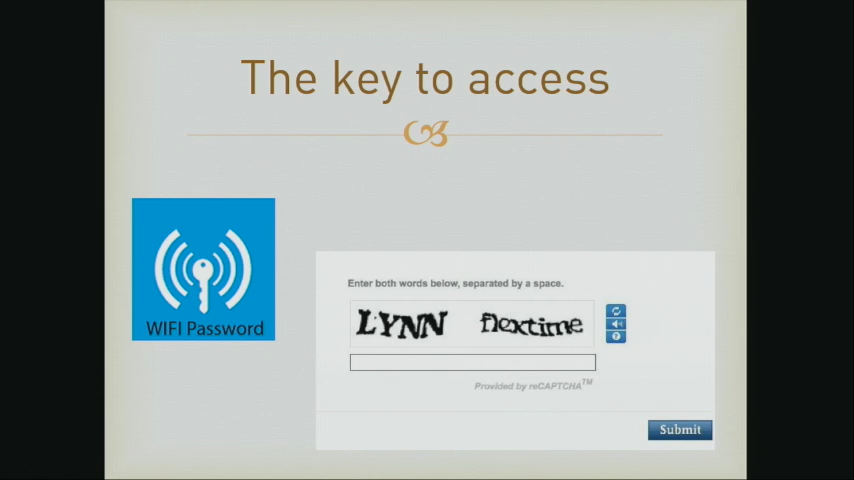 The key to access
WIFI Password
Enter both words below, separated by a space.
LYNN flextime
Provided by reCAPTCHA™
Submit